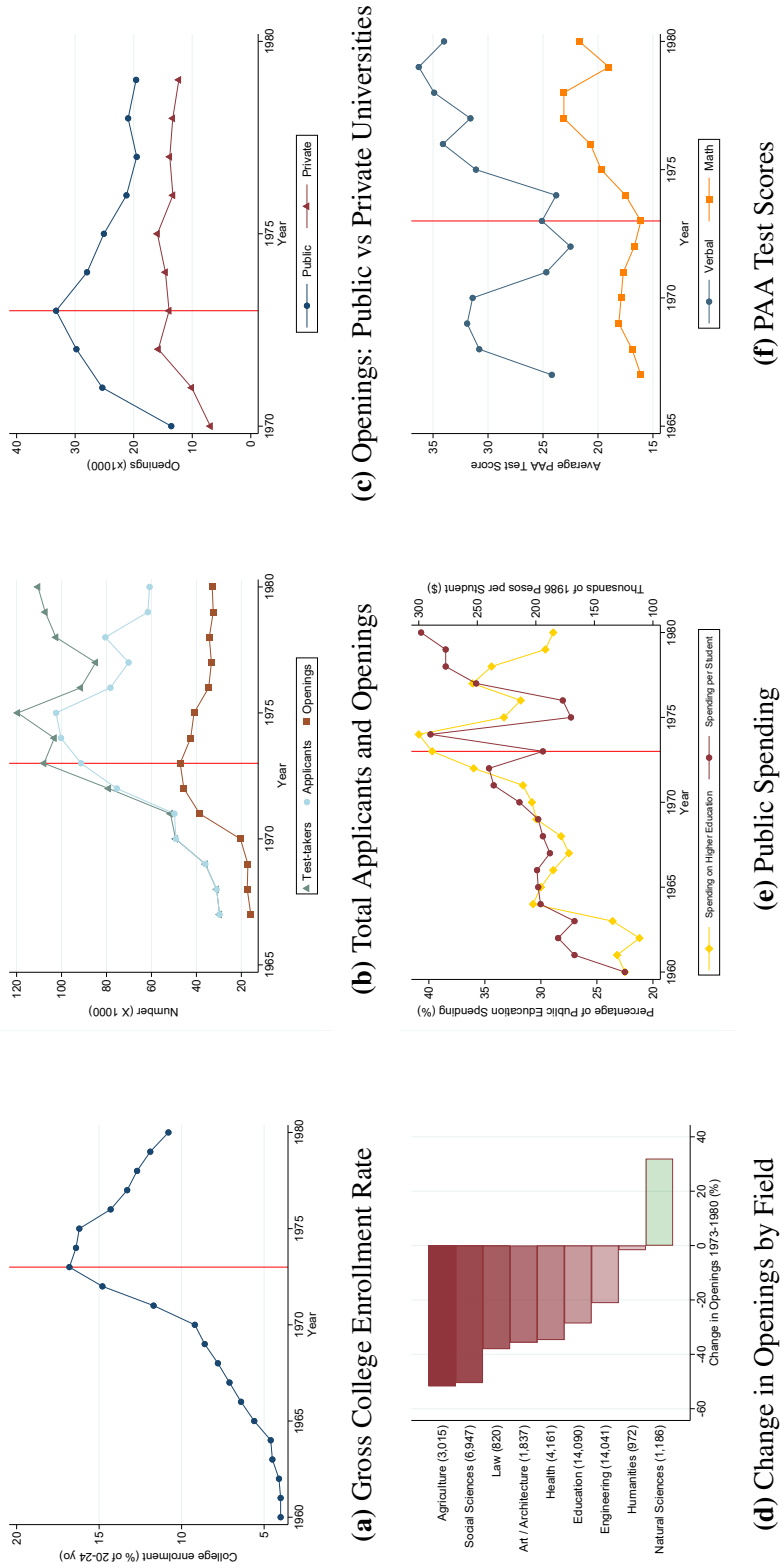 20
15
10
5
College enrolment (% of 20-24 yo)
1960
1965
1970
1975
1980
Year
(a) Gross College Enrollment Rate
120
100
80
60
40
20
Number (X 1000)
1965
1970
1975
1980
Year
Test-takers
Applicants
Openings
(b) Total Applicants and Openings
40
30
20
10
0
Openings (x1000)
1970
1975
1980
Year
Public
Private
(c) Openings: Public vs Private Universities
Agriculture (3,015)
Social Sciences (6,947)
Law (820)
Art / Architecture (1,837)
Health (4,161)
Education (14,090)
Engineering (14,041)
Humanities (972)
Natural Sciences (1,186)
-60
-40
-20
0
20
40
Change in Openings 1973-1980 (%)
(d) Change in Openings by Field
40
35
30
25
20
Percentage of Public Education Spending (%)
300
250
200
150
100
Thousands of 1986 Pesos per Student ($)
1960
1965
1970
1975
1980
Year
Spending on Higher Education
Spending per Student
(e) Public Spending
35
30
25
20
15
Average PAA Test Score
1965
1970
1975
1980
Year
Verbal
Math
(f) PAA Test Scores